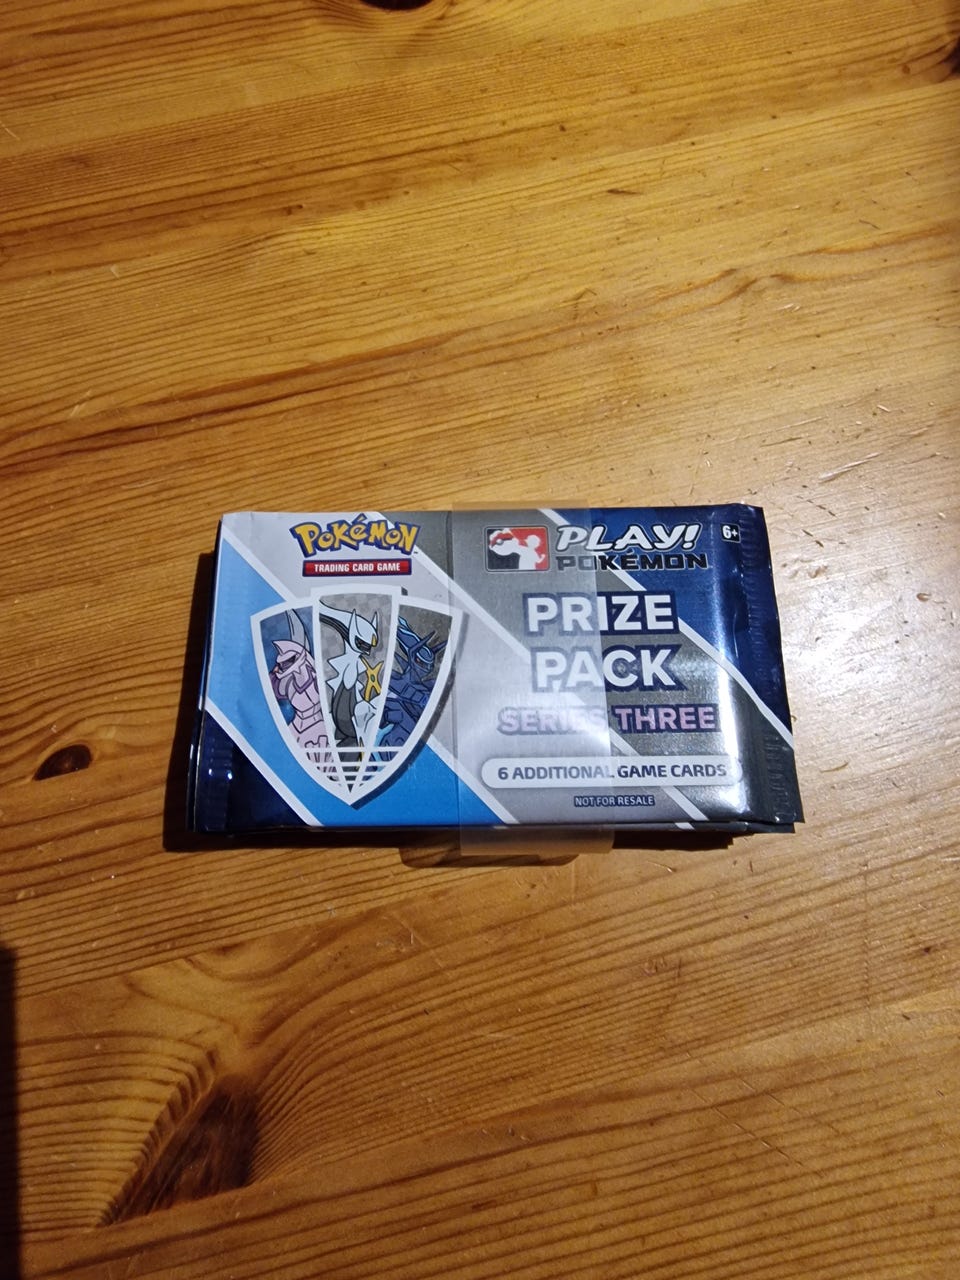 POKéMON
TRADING CARD GAME
PLAY!
POKÉMON
6+
PRIZE
PACK
SERIES THREE
6 ADDITIONAL GAME CARDS
NOT FOR RESALE